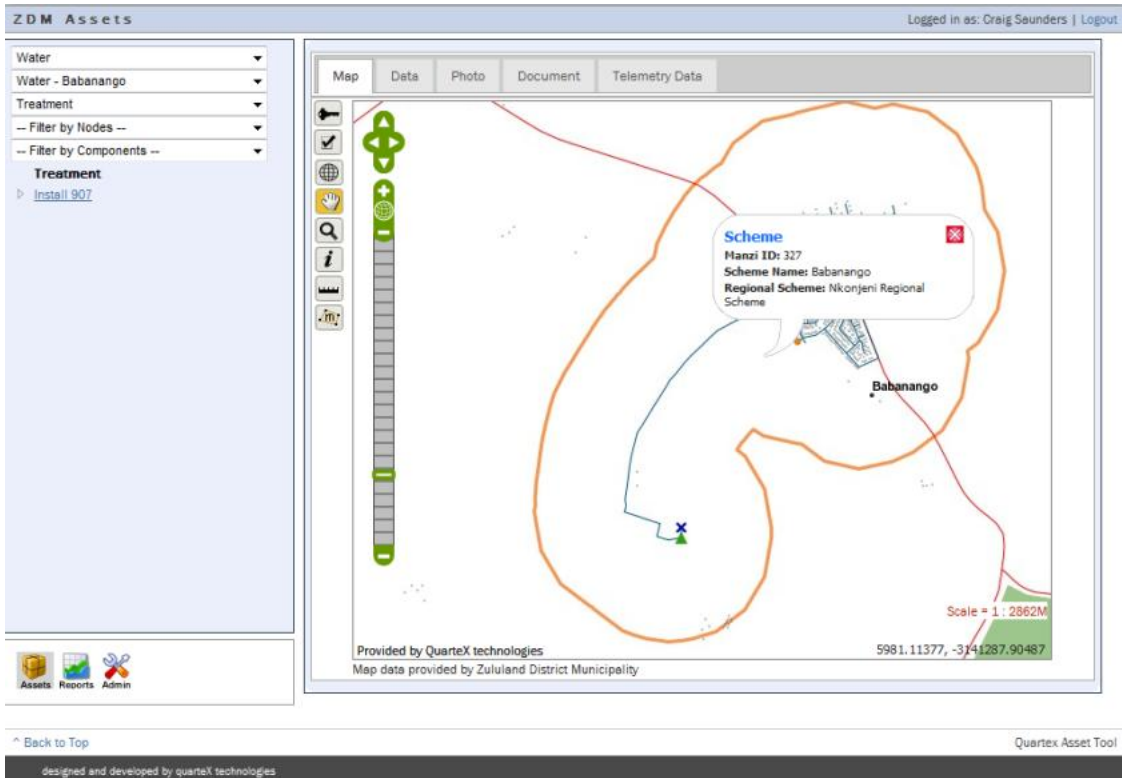 ZDM Assets
Logged in as: Craig Saunders | Logout
Water
Water - Babanango
Treatment
-- Filter by Nodes --
-- Filter by Components --
Treatment
Install 907
Map Data Photo Document Telemetry Data
i
m
Scheme
Manzi ID: 327
Scheme Name: Babanango
Regional Scheme: Nkonjeni Regional
Scheme
Babanango
Scale = 1 : 2862M
Provided by QuarteX technologies
5981.11377, -3141287.90487
Map data provided by Zululand District Municipality
Assets Reports Admin
^ Back to Top
Quartex Asset Tool
designed and developed by quarteX technologies